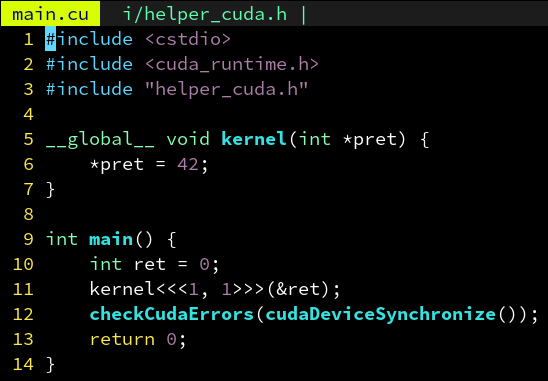 main.cu i/helper_cuda.h |
1 #include <cstdio>
2 #include <cuda_runtime.h>
3 #include "helper_cuda.h"
4
5 __global__ void kernel(int *pret) {
6     *pret = 42;
7 }
8
9 int main() {
10     int ret = 0;
11     kernel<<<1, 1>>>(&ret);
12     checkCudaErrors(cudaDeviceSynchronize());
13     return 0;
14 }